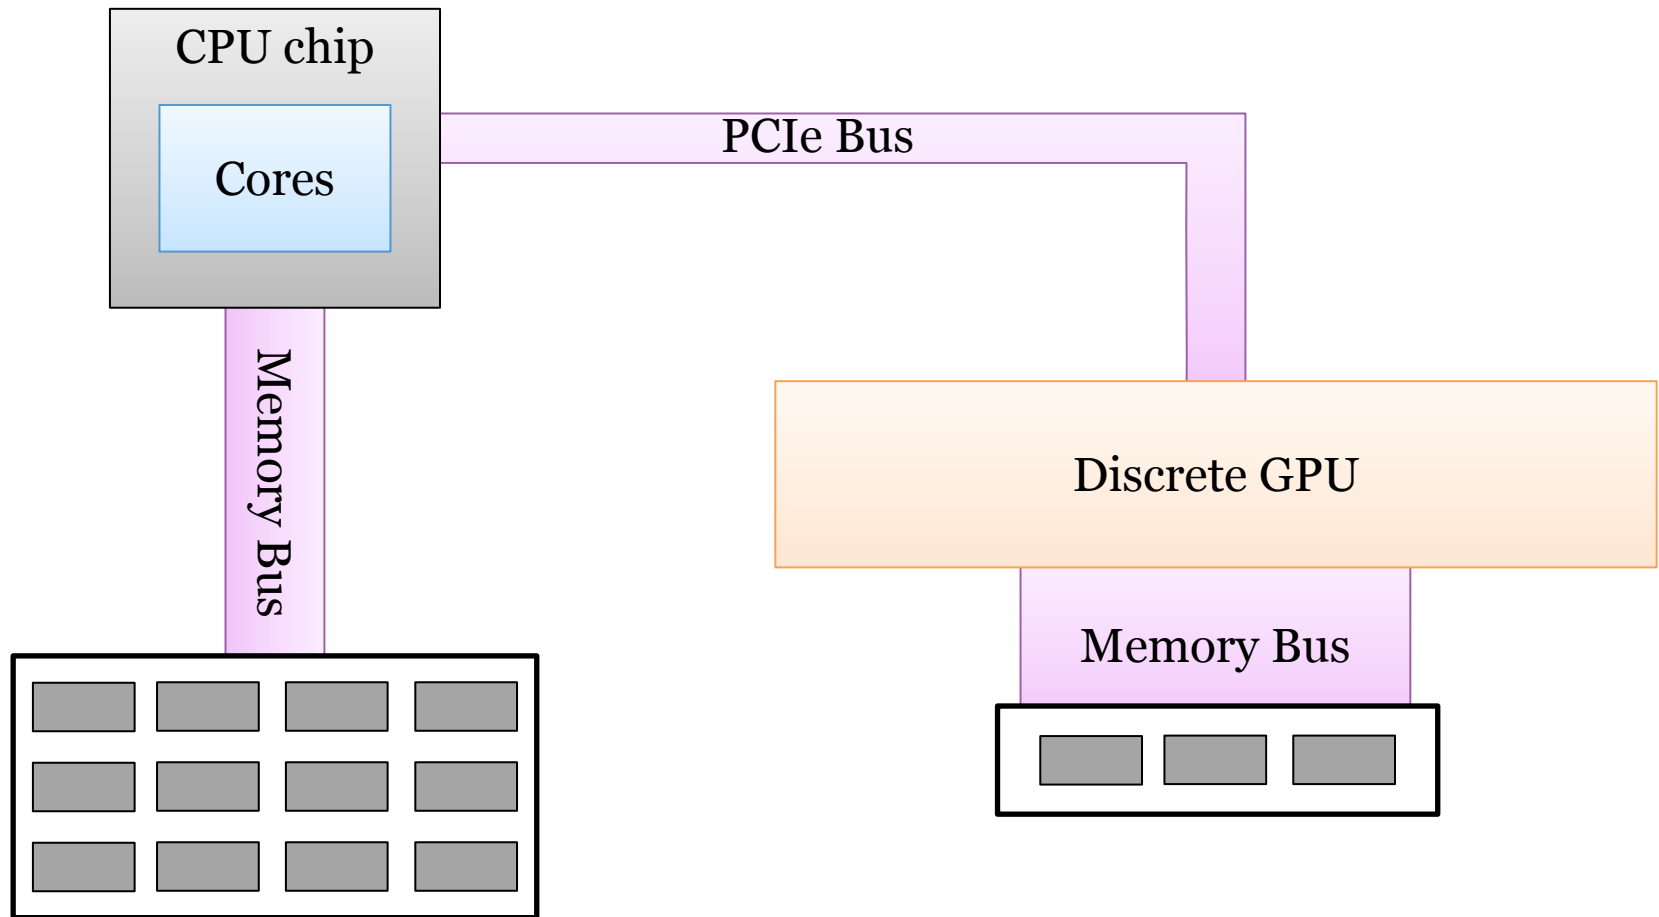 CPU chip
Cores
PCIe Bus
Memory Bus
Discrete GPU
Memory Bus